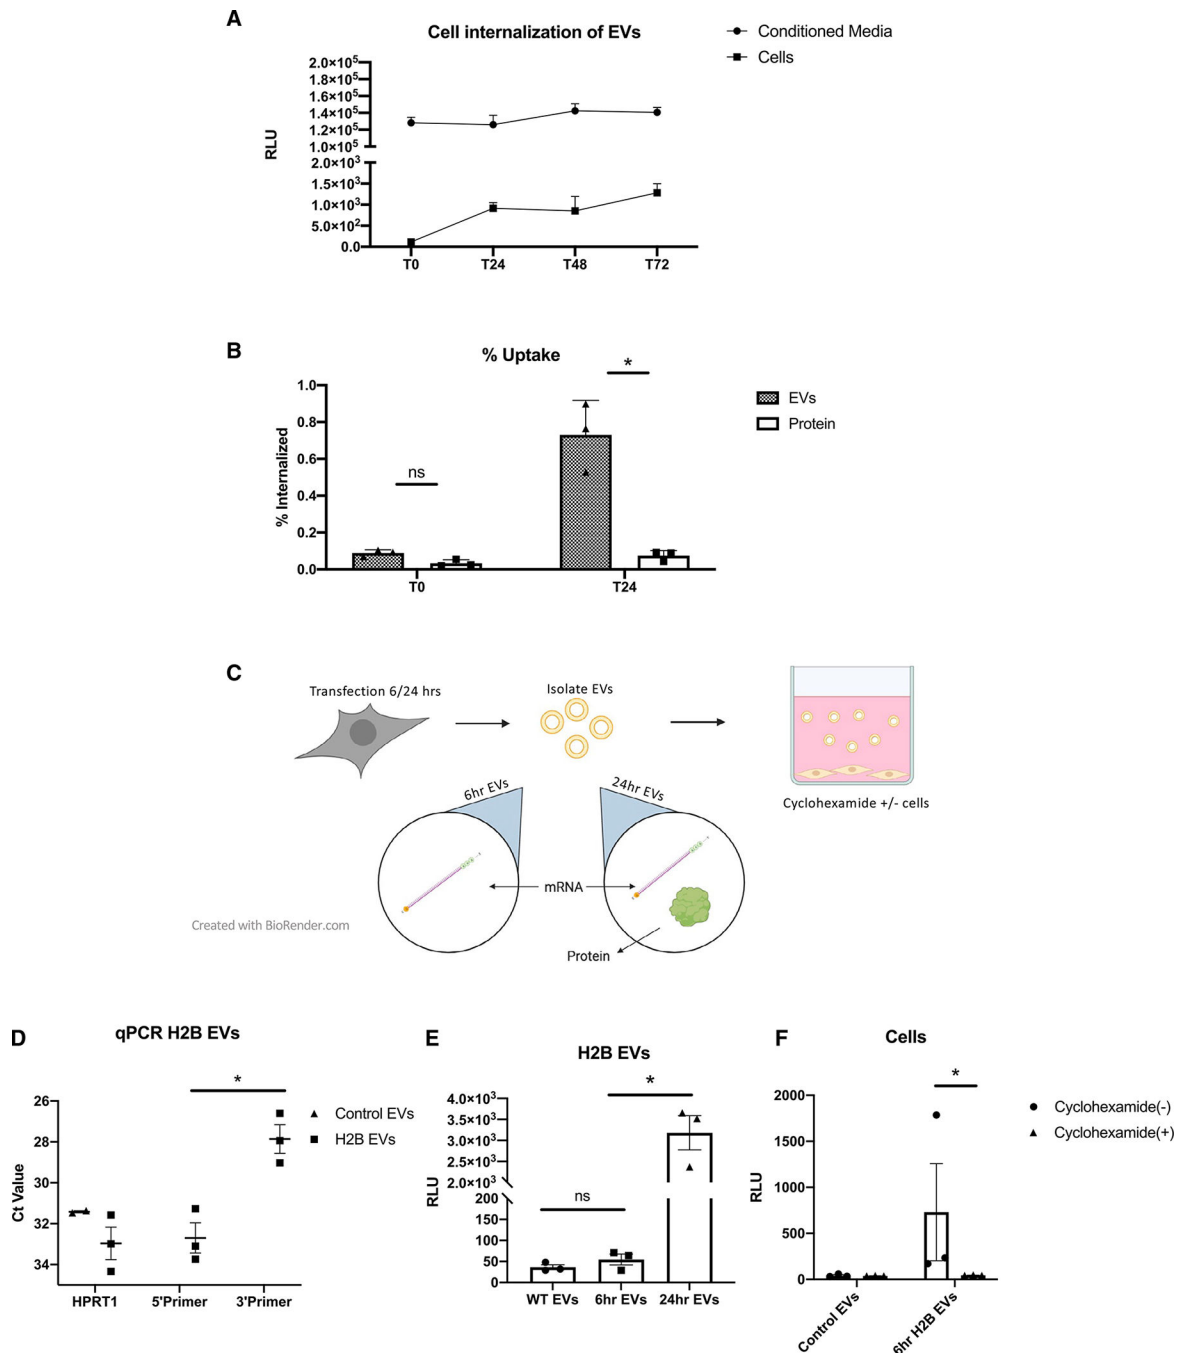 A
Cell internalization of EVs
Conditioned Media
Cells
RLU
2.0×10⁵
1.8×10⁵
1.6×10⁵
1.4×10⁵
1.2×10⁵
1.0×10⁵
2.0×10³
1.5×10³
1.0×10³
5.0×10²
0.0
T0 T24 T48 T72
B
% Uptake
*
ns
EVs
Protein
% Internalized
1.0
0.8
0.6
0.4
0.2
0.0
T0 T24
C
Transfection 6/24 hrs
Isolate EVs
Cyclohexamide +/- cells
6hr EVs
24hr EVs
mRNA
Protein
Created with BioRender.com
D
qPCR H2B EVs
*
Control EVs
H2B EVs
Ct Value
26
28
30
32
34
HPRT1 5'Primer 3'Primer
E
H2B EVs
*
ns
RLU
4.0×10³
3.5×10³
3.0×10³
2.5×10³
2.0×10³
200
150
100
50
0
WT EVs 6hr EVs 24hr EVs
F
Cells
*
Cyclohexamide(-)
Cyclohexamide(+)
RLU
2000
1500
1000
500
0
Control EVs
6hr H2B EVs